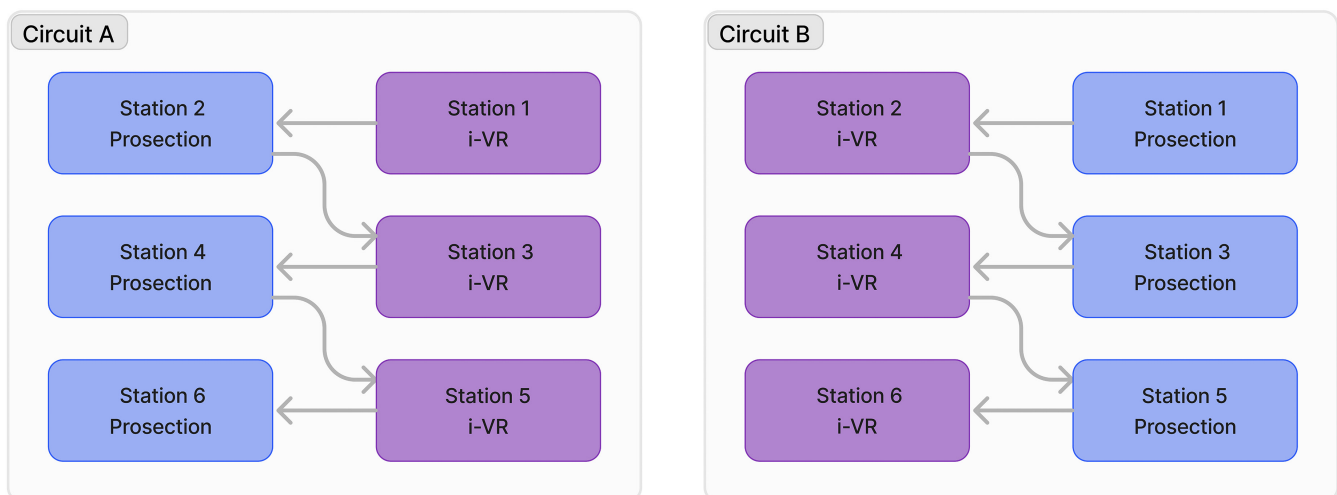 Circuit A
Station 2
Prosection
Station 1
i-VR
Station 4
Prosection
Station 3
i-VR
Station 6
Prosection
Station 5
i-VR
Circuit B
Station 2
i-VR
Station 1
Prosection
Station 4
i-VR
Station 3
Prosection
Station 6
i-VR
Station 5
Prosection